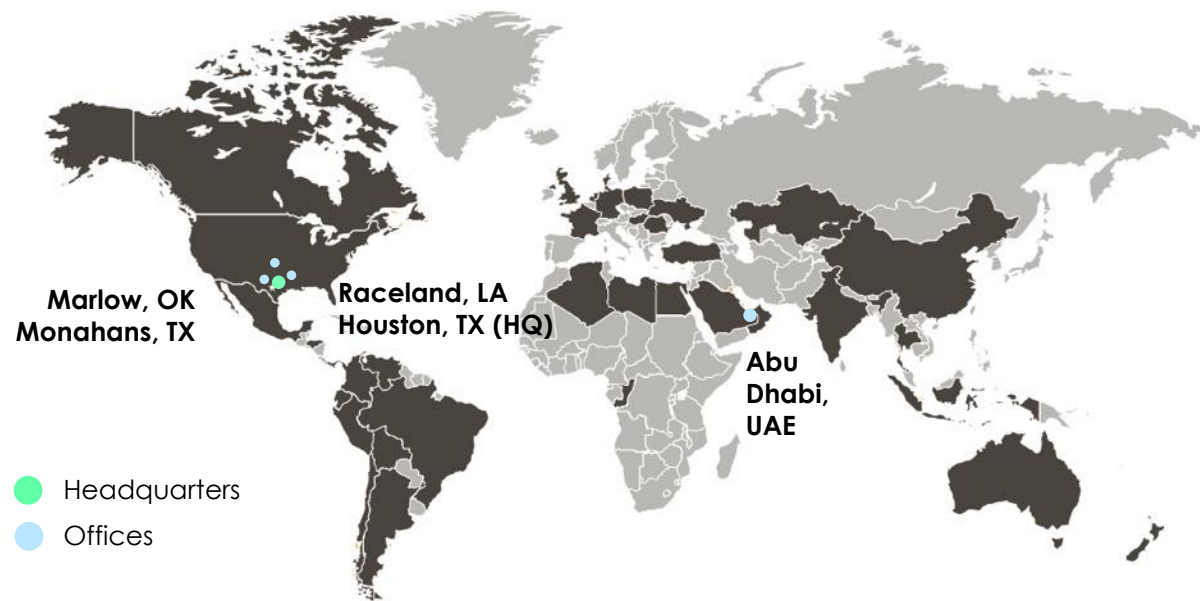 Marlow, OK
Monahans, TX
Raceland, LA
Houston, TX (HQ)
Abu
Dhabi,
UAE
Headquarters
Offices